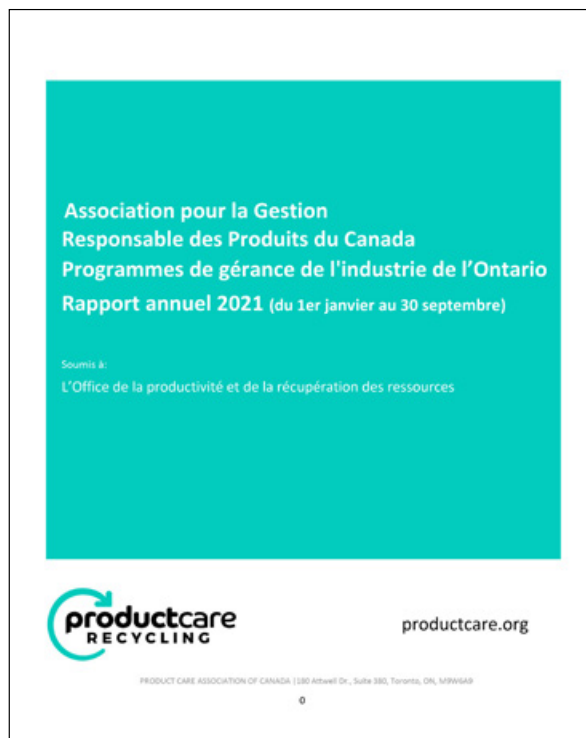 Association pour la Gestion
Responsable des Produits du Canada
Programmes de gérance de l'industrie de l’Ontario
Rapport annuel 2021 (du 1er janvier au 30 septembre)
Soumis à:
L’Office de la productivité et de la récupération des ressources
productcare
RECYCLING
productcare.org
PRODUCT CARE ASSOCIATION OF CANADA |180 Attwell Dr., Suite 380, Toronto, ON, M9W6A9
0